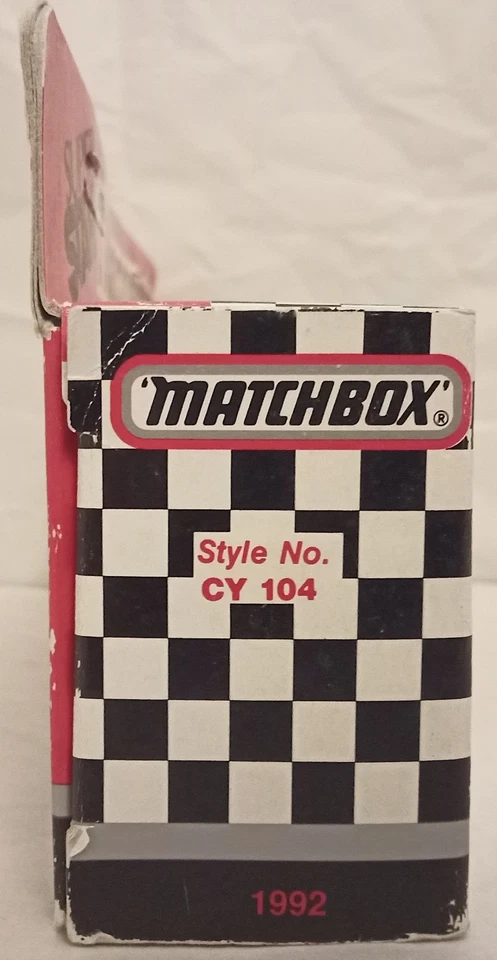 'MATCHBOX'®
Style No.
CY 104
1992